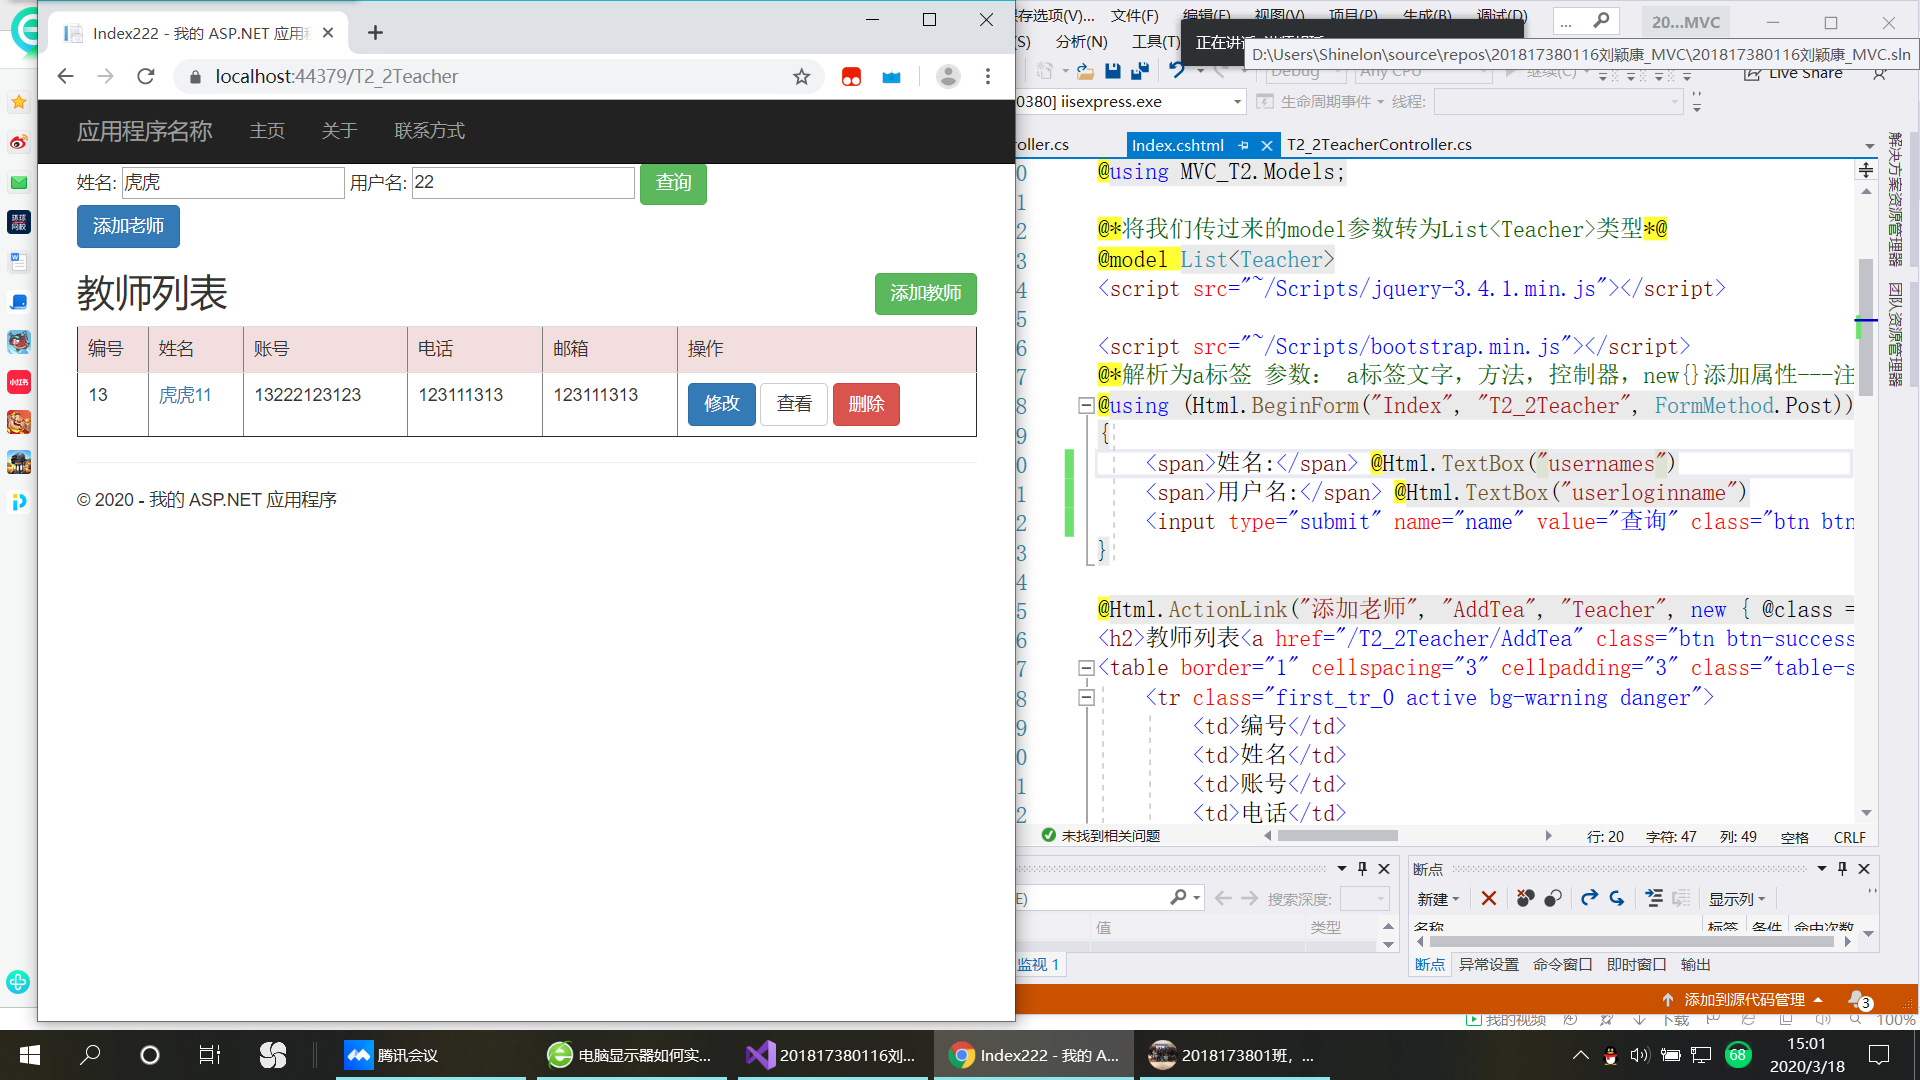 Index222 - 我的 ASP.NET 应用
localhost:44379/T2_2Teacher
应用程序名称 主页 关于 联系方式
姓名: 虎虎 用户名: 22 查询
添加老师
教师列表 添加教师
编号 姓名 账号 电话 邮箱 操作
13 虎虎11 13222123123 123111313 123111313 修改 查看 删除
© 2020 - 我的 ASP.NET 应用程序
环球网校
小红书
保存选项(V)... 文件(F) 编辑(E) 视图(V) 项目(P) 生成(B) 调试(D) ... 20...MVC
(S) 分析(N) 工具(T)
正在讲话
D:\Users\Shinelon\source\repos\201817380116刘颖康_MVC\201817380116刘颖康_MVC.sln
Debug Any CPU 继续(C) Live Share
0380] iisexpress.exe 生命周期事件 线程:
oller.cs Index.cshtml T2_2TeacherController.cs
0 @using MVC_T2.Models;
1
2 @*将我们传过来的model参数转为List<Teacher>类型*@
3 @model List<Teacher>
4 <script src="~/Scripts/jquery-3.4.1.min.js"></script>
5
6 <script src="~/Scripts/bootstrap.min.js"></script>
7 @*解析为a标签 参数: a标签文字, 方法, 控制器, new{}添加属性---注
8 @using (Html.BeginForm("Index", "T2_2Teacher", FormMethod.Post))
9 {
0 <span>姓名:</span> @Html.TextBox("usernames")
1 <span>用户名:</span> @Html.TextBox("userloginname")
2 <input type="submit" name="name" value="查询" class="btn btn
3 }
4
5 @Html.ActionLink("添加老师", "AddTea", "Teacher", new { @class =
6 <h2>教师列表<a href="/T2_2Teacher/AddTea" class="btn btn-success
7 <table border="1" cellspacing="3" cellpadding="3" class="table-s
8 <tr class="first_tr_0 active bg-warning danger">
9 <td>编号</td>
0 <td>姓名</td>
1 <td>账号</td>
2 <td>电话</td>
未找到相关问题 行: 20 字符: 47 列: 49 空格 CRLF
解决方案资源管理器
团队资源管理器
E) 搜索深度:
值 类型
监视 1
断点
新建 显示列
名称 标签 条件 命中次数
断点 异常设置 命令窗口 即时窗口 输出
添加到源代码管理 3
我的视频 下载 100%
腾讯会议 电脑显示器如何实... 201817380116刘... Index222 - 我的 A... 2018173801班, ...
68 15:01
2020/3/18